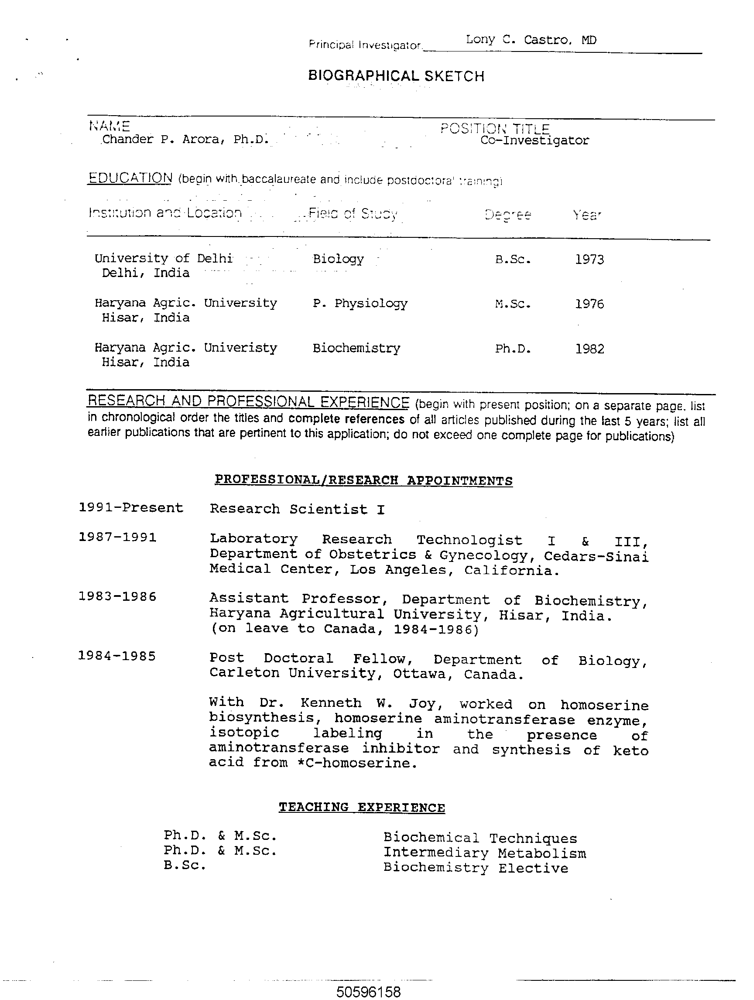 Principal Investigator Lony C. Castro, MD
BIOGRAPHICAL SKETCH
NAME POSITION TITLE
Chander P. Arora, Ph.D. Co-Investigator
EDUCATION (begin with baccalaureate and include postdoctoral training)
Institution and Location Field of Study Degree Year
University of Delhi Biology B.Sc. 1973
Delhi, India
Haryana Agric. University P. Physiology M.Sc. 1976
Hisar, India
Haryana Agric. Univeristy Biochemistry Ph.D. 1982
Hisar, India
RESEARCH AND PROFESSIONAL EXPERIENCE (begin with present position; on a separate page, list
in chronological order the titles and complete references of all articles published during the last 5 years; list all
earlier publications that are pertinent to this application; do not exceed one complete page for publications)
PROFESSIONAL/RESEARCH APPOINTMENTS
1991-Present Research Scientist I
1987-1991 Laboratory Research Technologist I & III,
Department of Obstetrics & Gynecology, Cedars-Sinai
Medical Center, Los Angeles, California.
1983-1986 Assistant Professor, Department of Biochemistry,
Haryana Agricultural University, Hisar, India.
(on leave to Canada, 1984-1986)
1984-1985 Post Doctoral Fellow, Department of Biology,
Carleton University, Ottawa, Canada.
With Dr. Kenneth W. Joy, worked on homoserine
biosynthesis, homoserine aminotransferase enzyme,
isotopic labeling in the presence of
aminotransferase inhibitor and synthesis of keto
acid from *C-homoserine.
TEACHING EXPERIENCE
Ph.D. & M.Sc. Biochemical Techniques
Ph.D. & M.Sc. Intermediary Metabolism
B.Sc. Biochemistry Elective
50596158